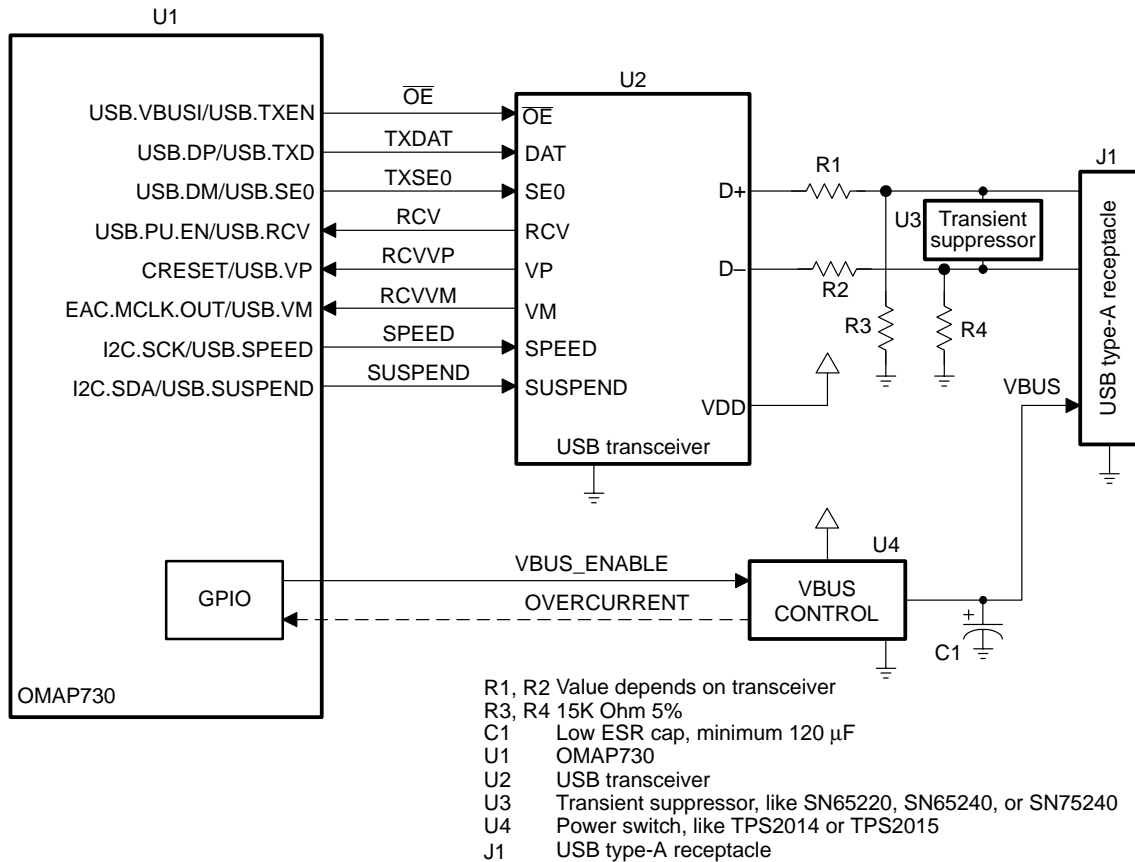 U1
USB.VBUSI/USB.TXEN
USB.DP/USB.TXD
USB.DM/USB.SE0
USB.PU.EN/USB.RCV
CRESET/USB.VP
EAC.MCLK.OUT/USB.VM
I2C.SCK/USB.SPEED
I2C.SDA/USB.SUSPEND
GPIO
OMAP730
OE
TXDAT
TXSE0
RCV
RCVVP
RCVVM
SPEED
SUSPEND
VBUS_ENABLE
OVERCURRENT
U2
OE
DAT
SE0
RCV
VP
VM
SPEED
SUSPEND
D+
D–
VDD
USB transceiver
R1
R2
R3
R4
U3
Transient
suppressor
J1
USB type-A receptacle
VBUS
U4
VBUS
CONTROL
+
C1
R1, R2 Value depends on transceiver
R3, R4 15K Ohm 5%
C1 Low ESR cap, minimum 120 μF
U1 OMAP730
U2 USB transceiver
U3 Transient suppressor, like SN65220, SN65240, or SN75240
U4 Power switch, like TPS2014 or TPS2015
J1 USB type-A receptacle